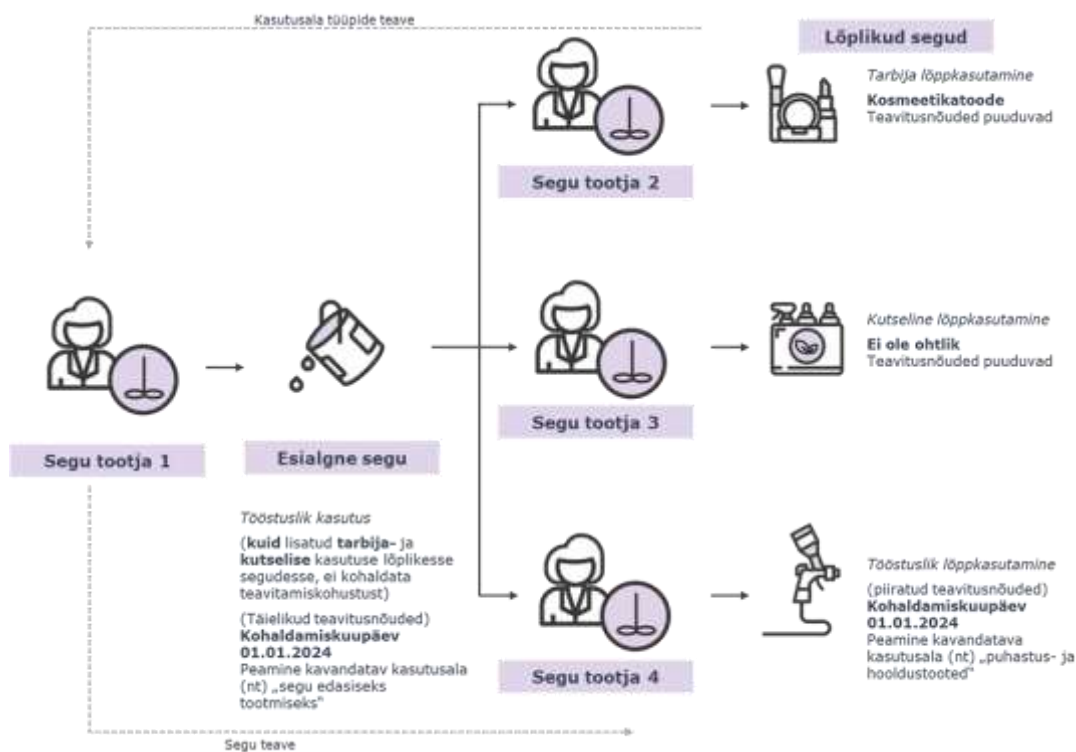 Kasutusala tüüpide teave
Lõplikud segud
Tarbija lõppkasutamine
Kosmeetikatoode
Teavitusnõuded puuduvad
Segu tootja 2
Kutseline lõppkasutamine
Ei ole ohtlik
Teavitusnõuded puuduvad
Segu tootja 3
Segu tootja 1
Esialgne segu
Tööstuslik kasutus
(kuid lisatud tarbija- ja
kutselise kasutuse lõplikesse
segudesse, ei kohaldata
teavitamiskohustust)
(Täielikud teavitusnõuded)
Kohaldamiskuupäev
01.01.2024
Peamine kavandatav kasutusala
(nt) „segu edasiseks
tootmiseks“
Tööstuslik lõppkasutamine
(piiratud teavitusnõuded)
Kohaldamiskuupäev
01.01.2024
Peamine kavandatava
kasutusala (nt) „puhastus- ja
hooldustooted“
Segu tootja 4
Segu teave